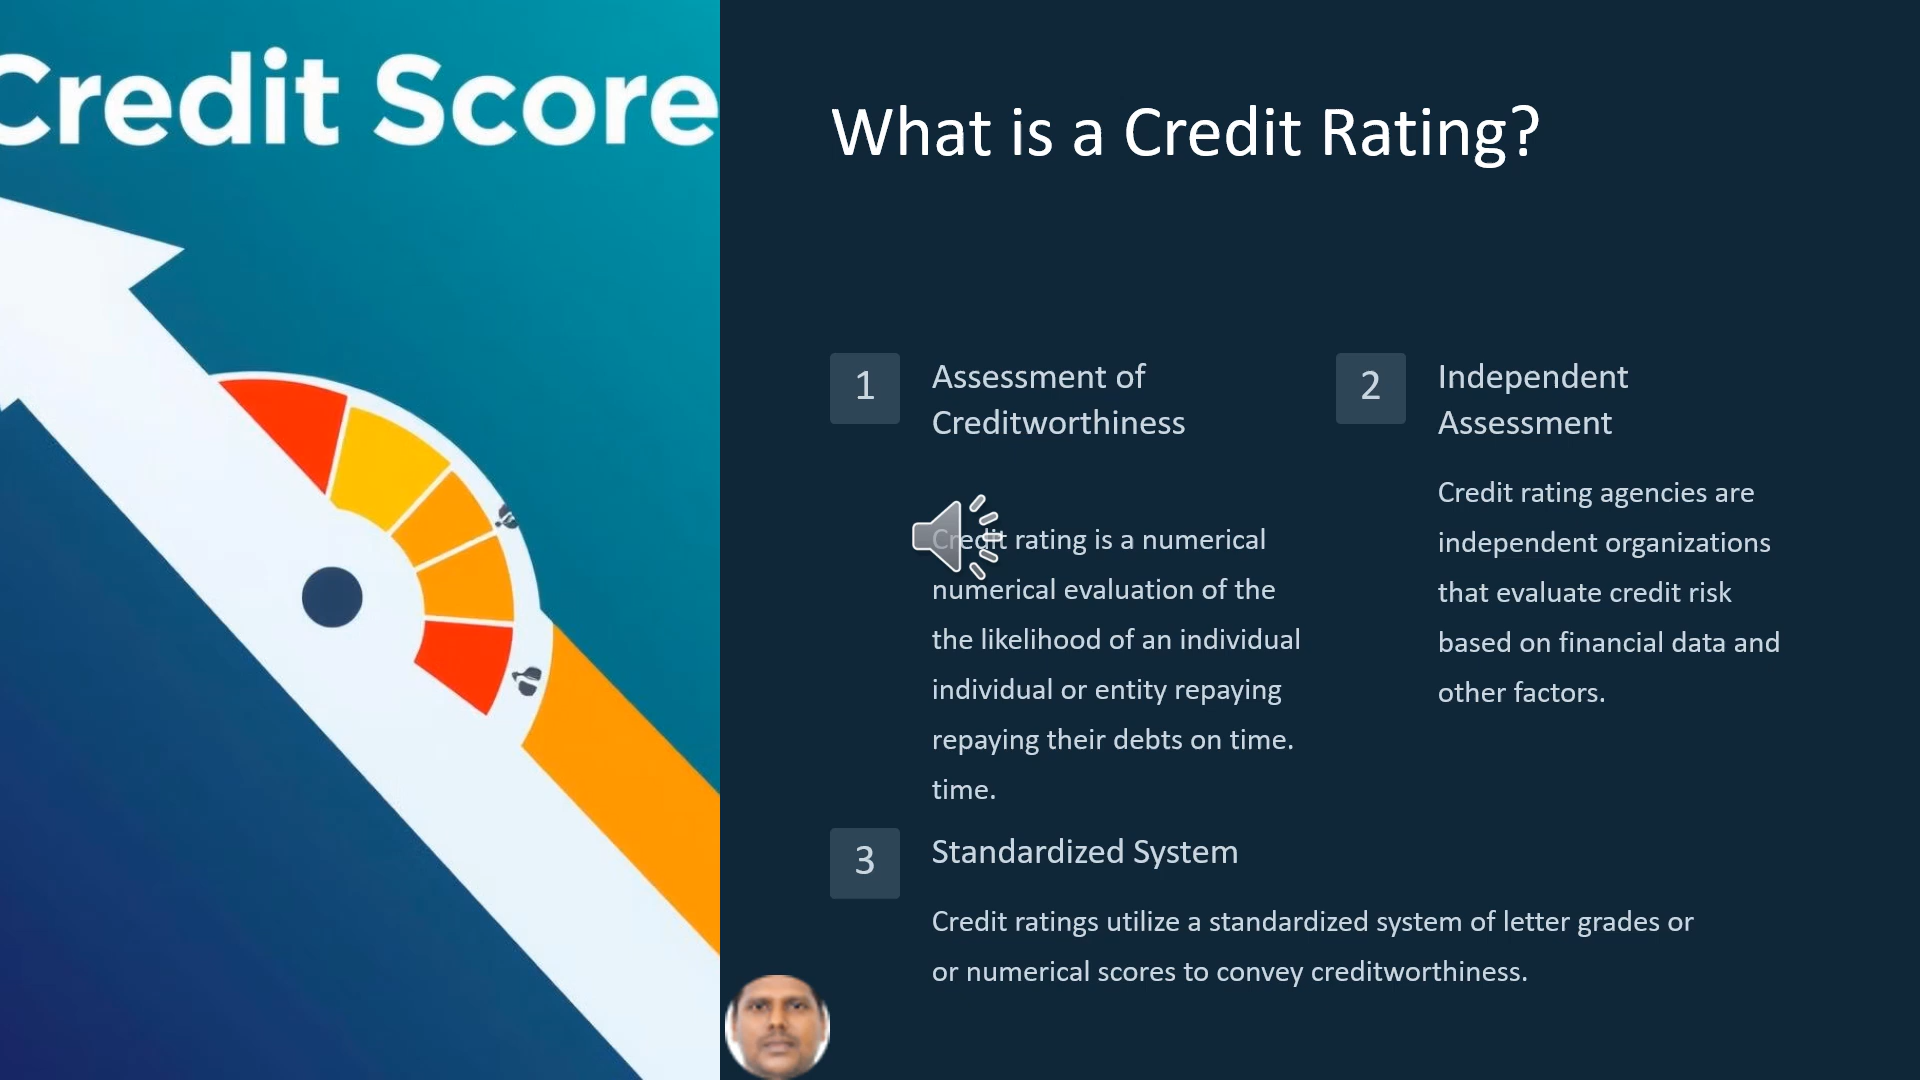 Credit Score
What is a Credit Rating?
1
Assessment of
Creditworthiness
Credit rating is a numerical
numerical evaluation of the
the likelihood of an individual
individual or entity repaying
repaying their debts on time.
time.
2
Independent
Assessment
Credit rating agencies are
independent organizations
that evaluate credit risk
based on financial data and
other factors.
3
Standardized System
Credit ratings utilize a standardized system of letter grades or
or numerical scores to convey creditworthiness.